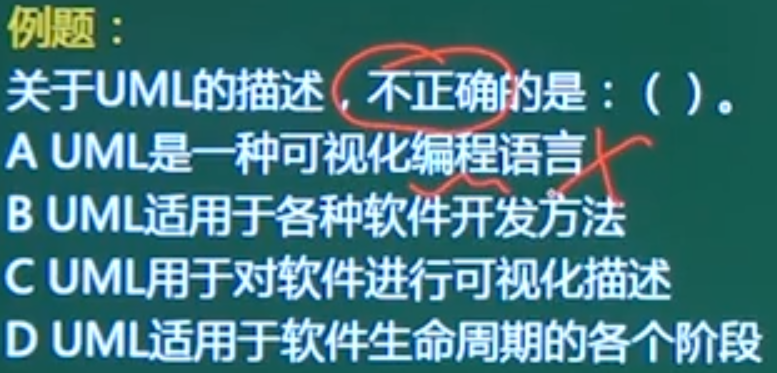 例题：
关于UML的描述，不正确的是：（ ）。
A UML是一种可视化编程语言
B UML适用于各种软件开发方法
C UML用于对软件进行可视化描述
D UML适用于软件生命周期的各个阶段